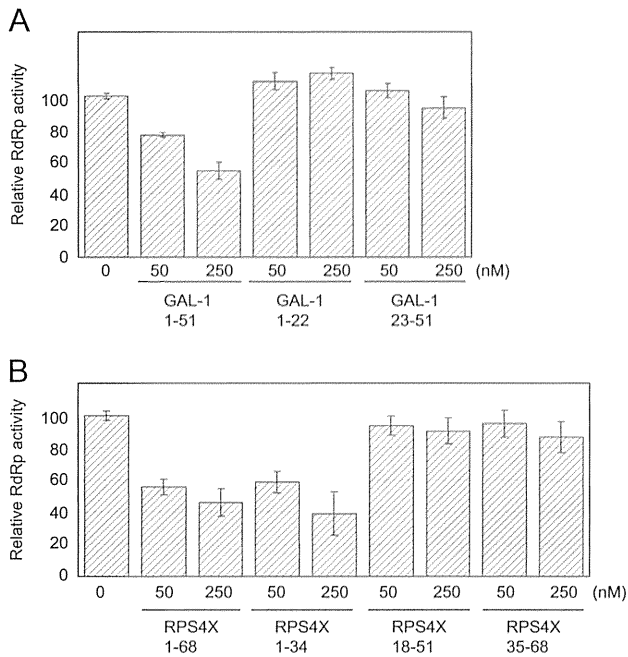 A
Relative RdRp activity
100
80
60
40
20
0
0 50 250 50 250 50 250 (nM)
GAL-1 GAL-1 GAL-1
1-51 1-22 23-51
B
Relative RdRp activity
100
80
60
40
20
0
0 50 250 50 250 50 250 50 250 (nM)
RPS4X RPS4X RPS4X RPS4X
1-68 1-34 18-51 35-68